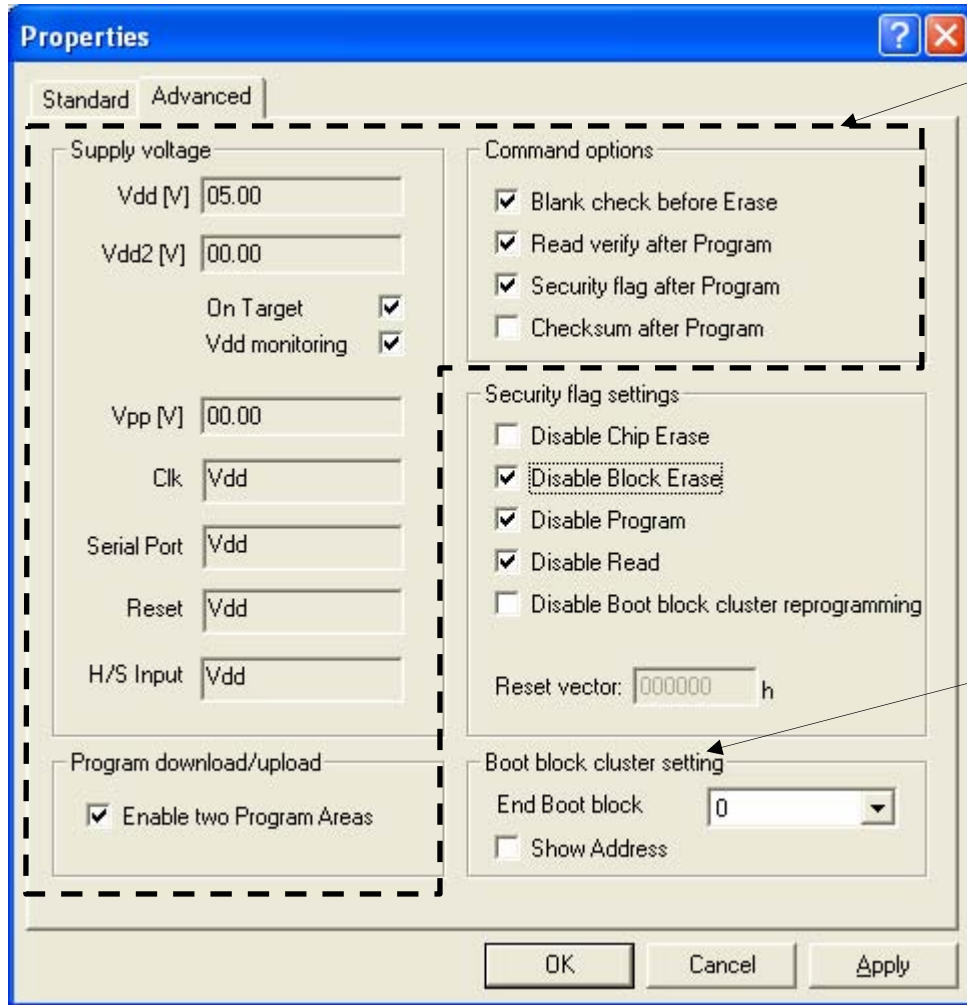 Properties
Standard Advanced
Supply voltage
Vdd [V] 05.00
Vdd2 [V] 00.00
On Target
Vdd monitoring
Vpp [V] 00.00
Clk Vdd
Serial Port Vdd
Reset Vdd
H/S Input Vdd
Program download/upload
Enable two Program Areas
Command options
Blank check before Erase
Read verify after Program
Security flag after Program
Checksum after Program
Security flag settings
Disable Chip Erase
Disable Block Erase
Disable Program
Disable Read
Disable Boot block cluster reprogramming
Reset vector: 000000 h
Boot block cluster setting
End Boot block 0
Show Address
OK Cancel Apply